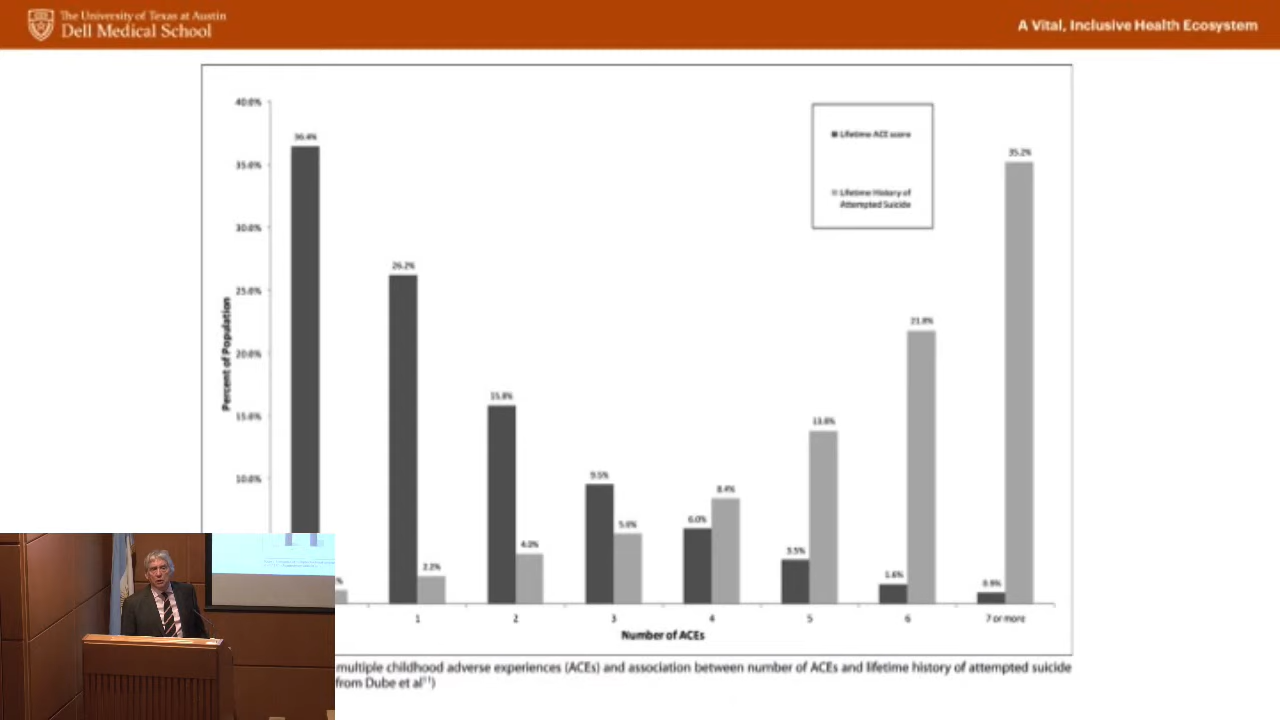 The University of Texas at Austin
Dell Medical School
A Vital, Inclusive Health Ecosystem
40.0%
35.0%
30.0%
25.0%
20.0%
15.0%
10.0%
Percent of Population
36.4%
26.2%
2.2%
15.8%
4.0%
9.5%
5.6%
6.0%
8.4%
3.5%
13.8%
1.6%
21.8%
0.9%
35.2%
Lifetime ACE score
Lifetime History of
Attempted Suicide
1
2
3
4
5
6
7 or more
Number of ACEs
multiple childhood adverse experiences (ACEs) and association between number of ACEs and lifetime history of attempted suicide
from Dube et al¹¹)